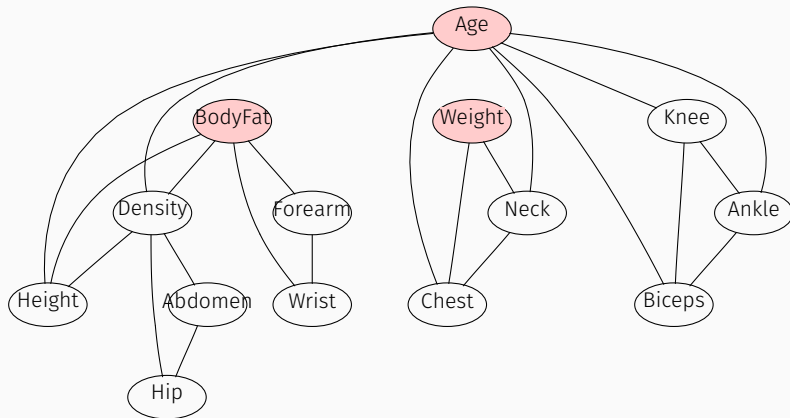 Age
BodyFat
Weight
Knee
Density
Forearm
Neck
Ankle
Height
Abdomen
Wrist
Chest
Biceps
Hip